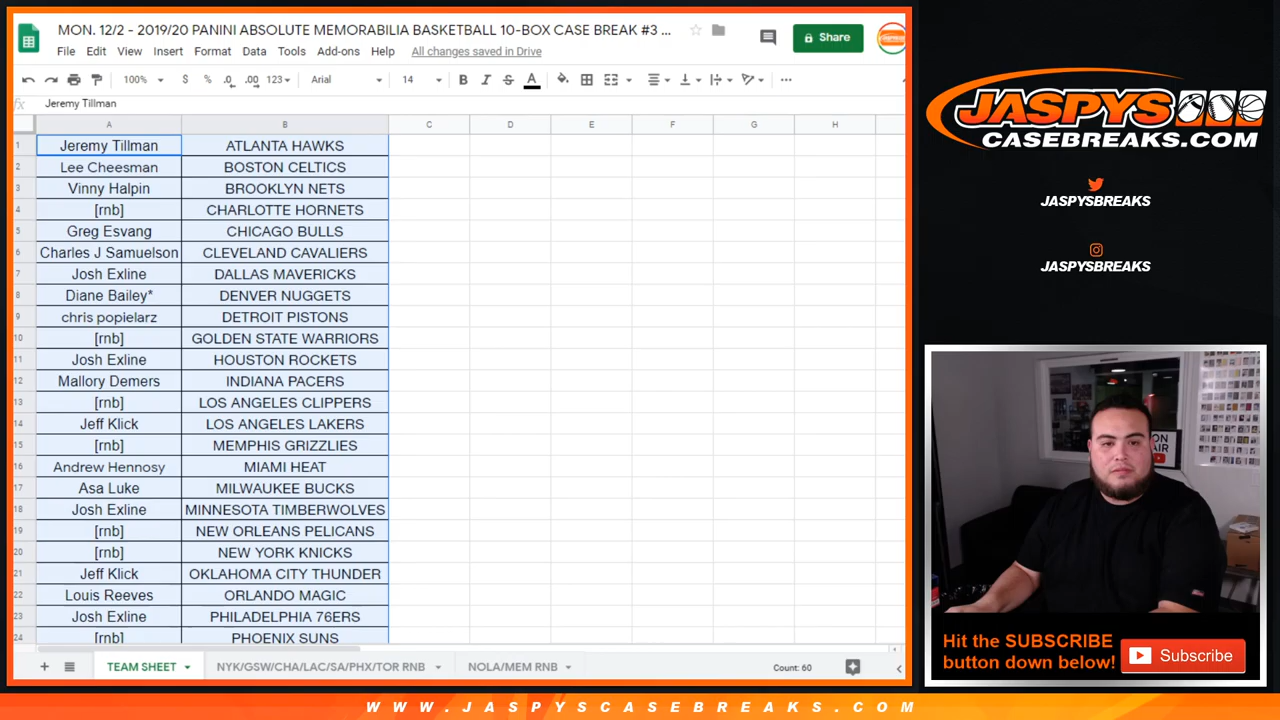 MON. 12/2 - 2019/20 PANINI ABSOLUTE MEMORABILIA BASKETBALL 10-BOX CASE BREAK #3 ...
Share
File Edit View Insert Format Data Tools Add-ons Help All changes saved in Drive
100% $ % .0 .00 123 Arial 14 B I S A
fx Jeremy Tillman
A B C D E F G H
1 Jeremy Tillman ATLANTA HAWKS
2 Lee Cheesman BOSTON CELTICS
3 Vinny Halpin BROOKLYN NETS
4 [rnb] CHARLOTTE HORNETS
5 Greg Esvang CHICAGO BULLS
6 Charles J Samuelson CLEVELAND CAVALIERS
7 Josh Exline DALLAS MAVERICKS
8 Diane Bailey* DENVER NUGGETS
9 chris popielarz DETROIT PISTONS
10 [rnb] GOLDEN STATE WARRIORS
11 Josh Exline HOUSTON ROCKETS
12 Mallory Demers INDIANA PACERS
13 [rnb] LOS ANGELES CLIPPERS
14 Jeff Klick LOS ANGELES LAKERS
15 [rnb] MEMPHIS GRIZZLIES
16 Andrew Hennosy MIAMI HEAT
17 Asa Luke MILWAUKEE BUCKS
18 Josh Exline MINNESOTA TIMBERWOLVES
19 [rnb] NEW ORLEANS PELICANS
20 [rnb] NEW YORK KNICKS
21 Jeff Klick OKLAHOMA CITY THUNDER
22 Louis Reeves ORLANDO MAGIC
23 Josh Exline PHILADELPHIA 76ERS
24 [rnb] PHOENIX SUNS
TEAM SHEET NYK/GSW/CHA/LAC/SA/PHX/TOR RNB NOLA/MEM RNB Count: 60
JASPYS
CASEBREAKS.COM
JASPYSBREAKS
JASPYSBREAKS
ON
AIR
Hit the SUBSCRIBE
button down below!
Subscribe
WWW.JASPYSCASEBREAKS.COM